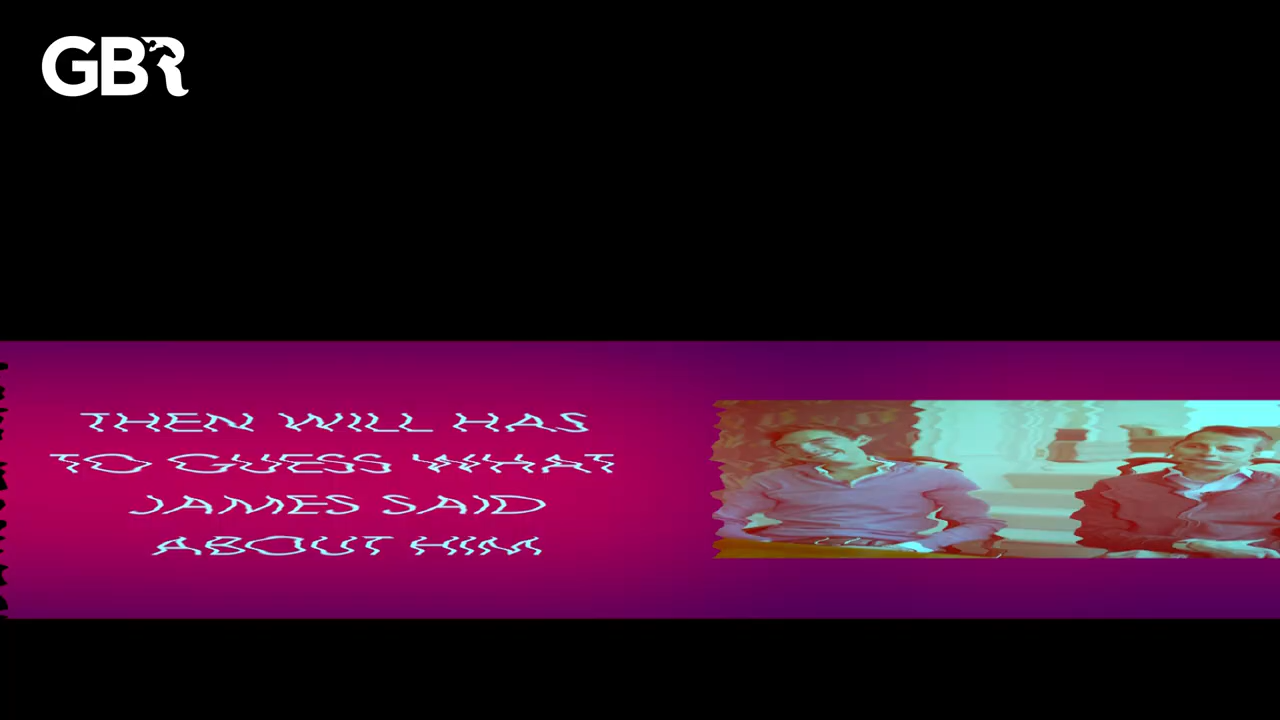 GBR
THEN WILL HAS
TO GUESS WHAT
JAMES SAID
ABOUT HIM